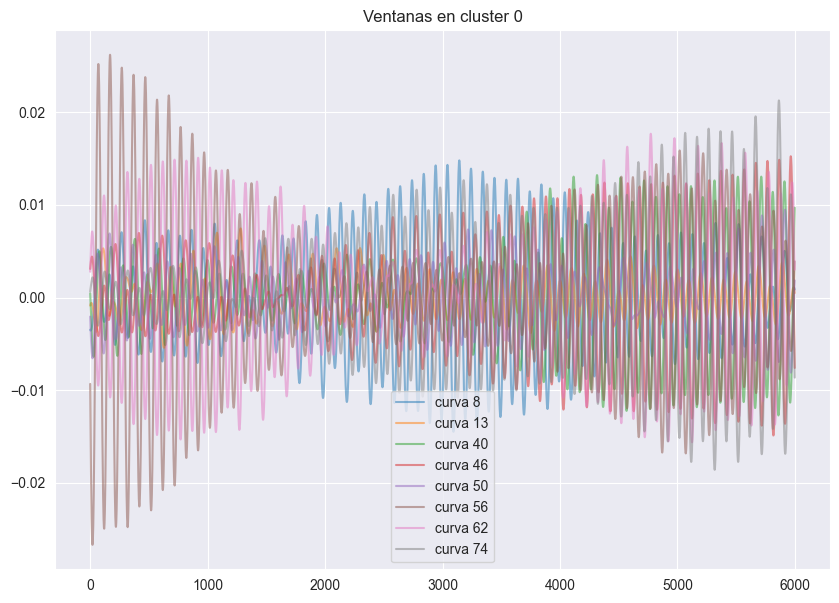 Ventanas en cluster 0
0.02
0.01
0.00
−0.01
−0.02
curva 8
curva 13
curva 40
curva 46
curva 50
curva 56
curva 62
curva 74
0 1000 2000 3000 4000 5000 6000